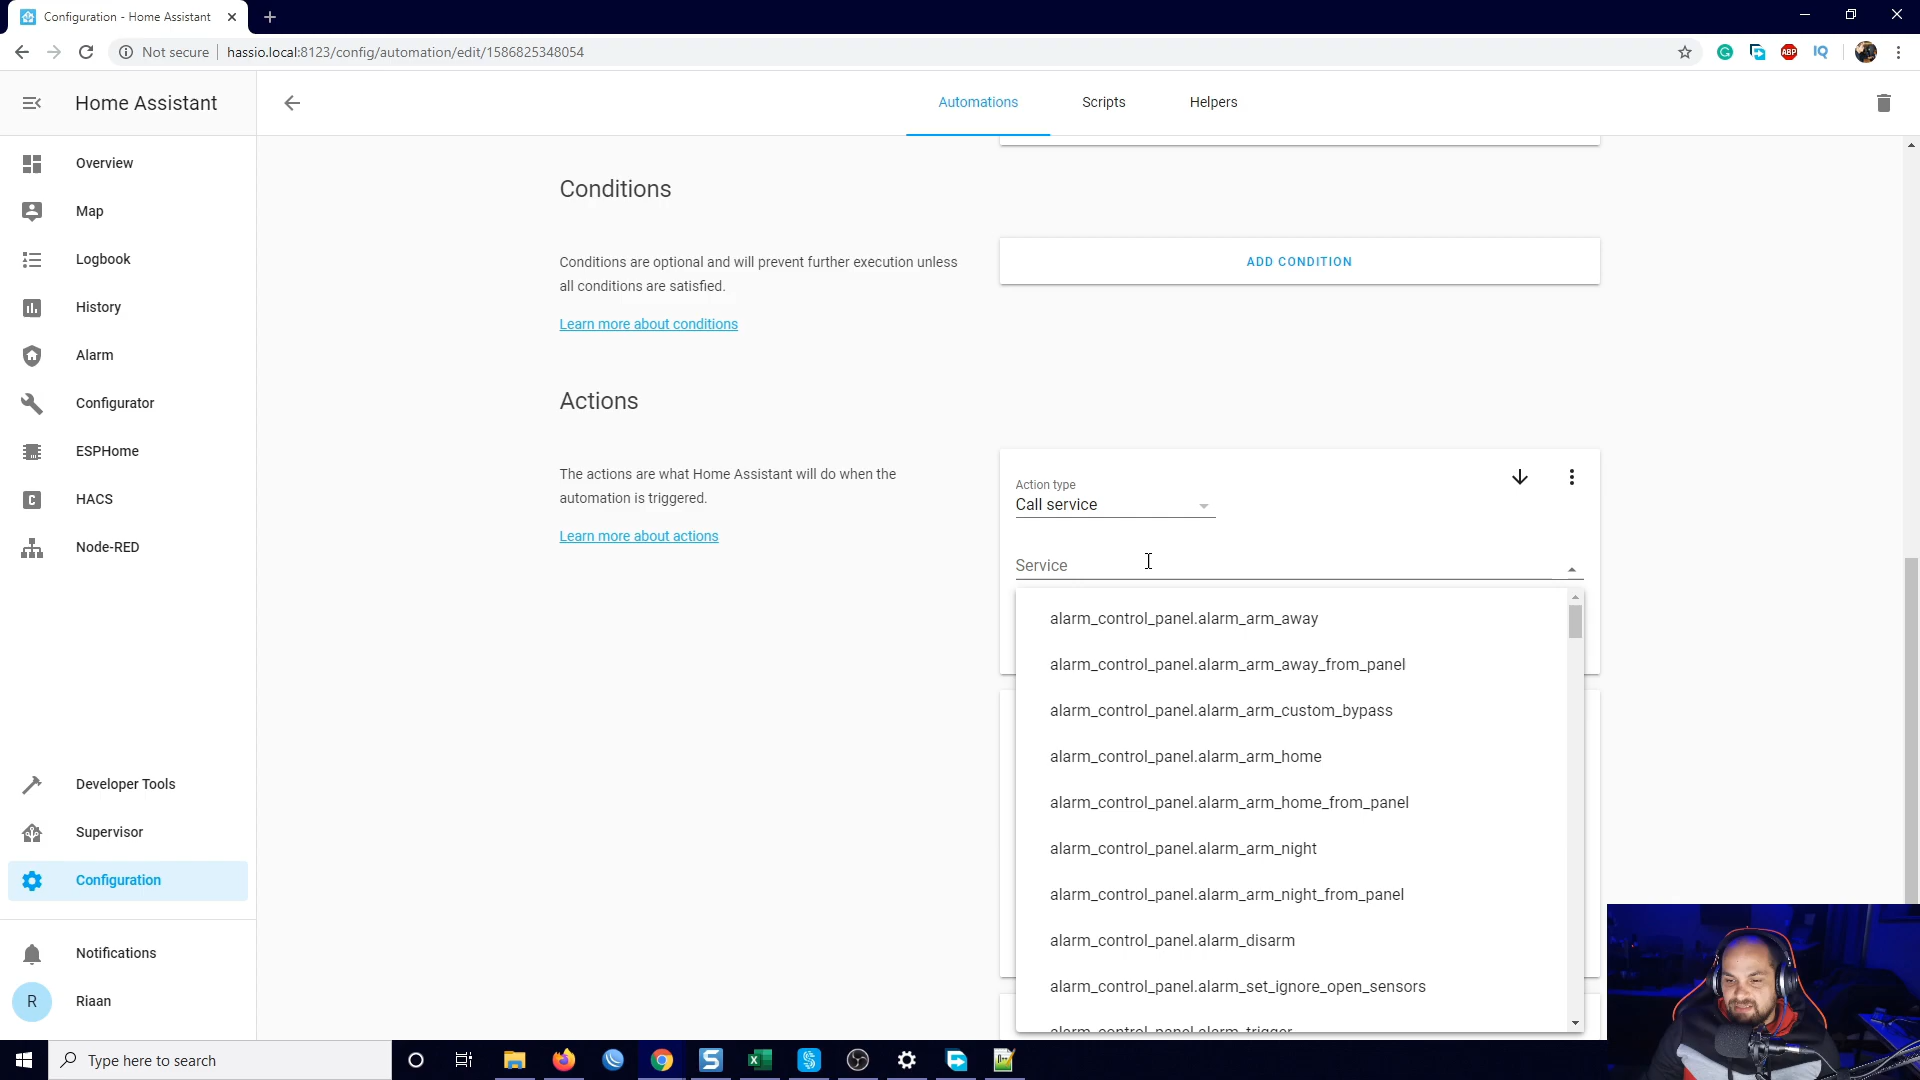 Configuration - Home Assistant
Not secure
hassio.local:8123/config/automation/edit/1586825348054
ABP
IQ
Home Assistant
Automations
Scripts
Helpers
Overview
Map
Logbook
History
Alarm
Configurator
ESPHome
C
HACS
Node-RED
Developer Tools
Supervisor
Configuration
Notifications
R
Riaan
Conditions
Conditions are optional and will prevent further execution unless
all conditions are satisfied.
Learn more about conditions
ADD CONDITION
Actions
The actions are what Home Assistant will do when the
automation is triggered.
Learn more about actions
Action type
Call service
Service
alarm_control_panel.alarm_arm_away
alarm_control_panel.alarm_arm_away_from_panel
alarm_control_panel.alarm_arm_custom_bypass
alarm_control_panel.alarm_arm_home
alarm_control_panel.alarm_arm_home_from_panel
alarm_control_panel.alarm_arm_night
alarm_control_panel.alarm_arm_night_from_panel
alarm_control_panel.alarm_disarm
alarm_control_panel.alarm_set_ignore_open_sensors
alarm_control_panel.alarm_trigger
Type here to search